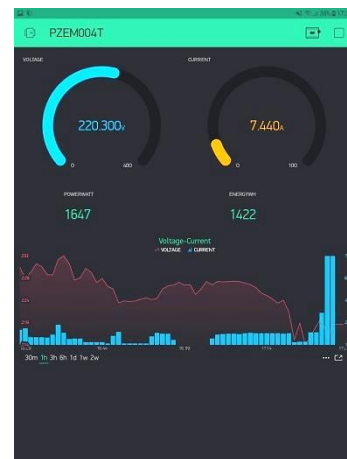 PZEM004T
VOLTAGE
CURRENT
220.300V
7.440A
0 400
0 100
POWERWATT
ENERGYWH
1647
1422
Voltage-Current
VOLTAGE CURRENT
30m 1h 3h 6h 1d 1w 2w